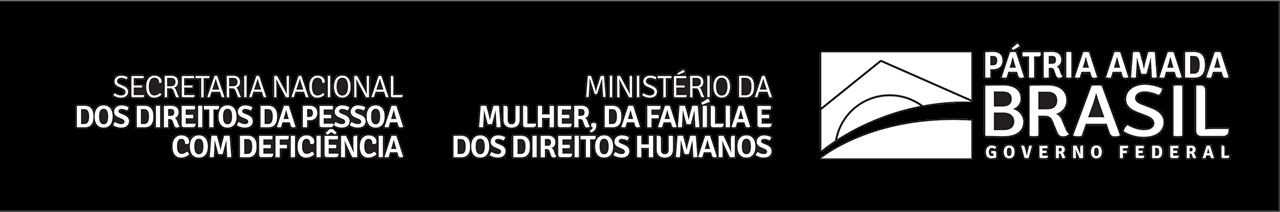 SECRETARIA NACIONAL
DOS DIREITOS DA PESSOA
COM DEFICIÊNCIA
MINISTÉRIO DA
MULHER, DA FAMÍLIA E
DOS DIREITOS HUMANOS
PÁTRIA AMADA
BRASIL
GOVERNO FEDERAL